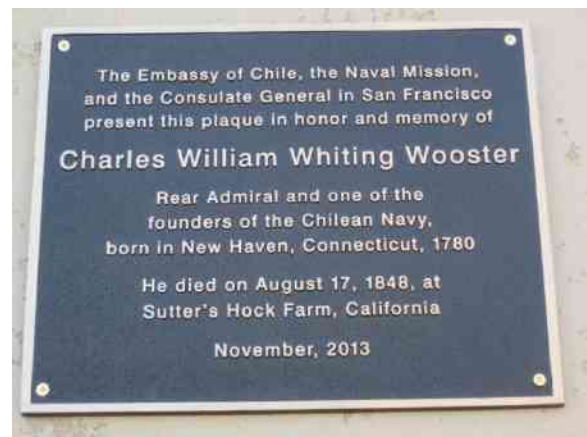 The Embassy of Chile, the Naval Mission,
and the Consulate General in San Francisco
present this plaque in honor and memory of
Charles William Whiting Wooster
Rear Admiral and one of the
founders of the Chilean Navy,
born in New Haven, Connecticut, 1780
He died on August 17, 1848, at
Sutter's Hock Farm, California
November, 2013